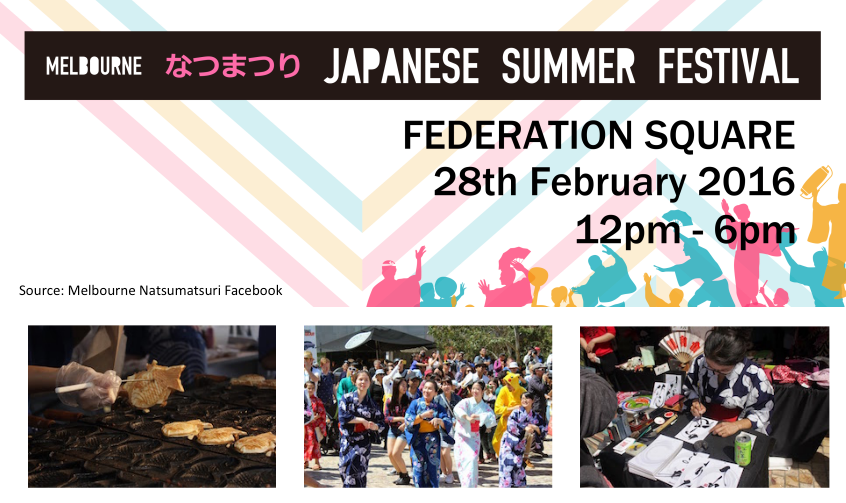 MELBOURNE なつまつり JAPANESE SUMMER FESTIVAL
FEDERATION SQUARE
28th February 2016
12pm - 6pm
Source: Melbourne Natsumatsuri Facebook